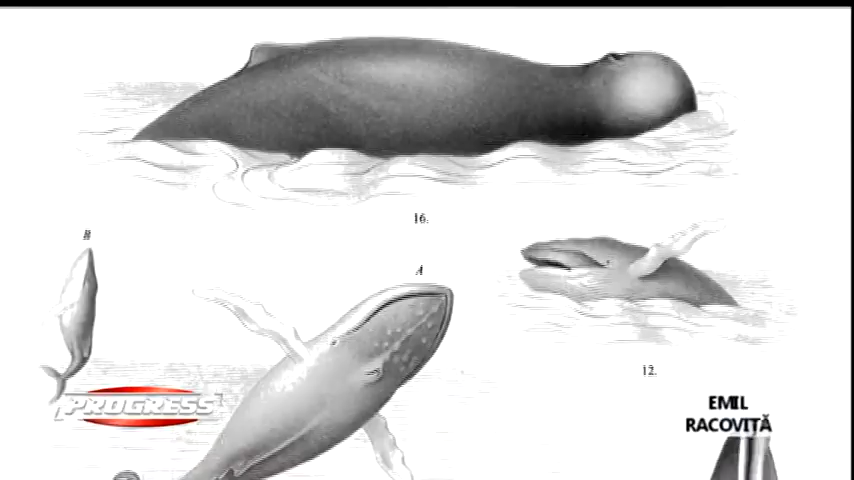 16.
B
A
12.
PROGRESS
EMIL
RACOVIȚĂ